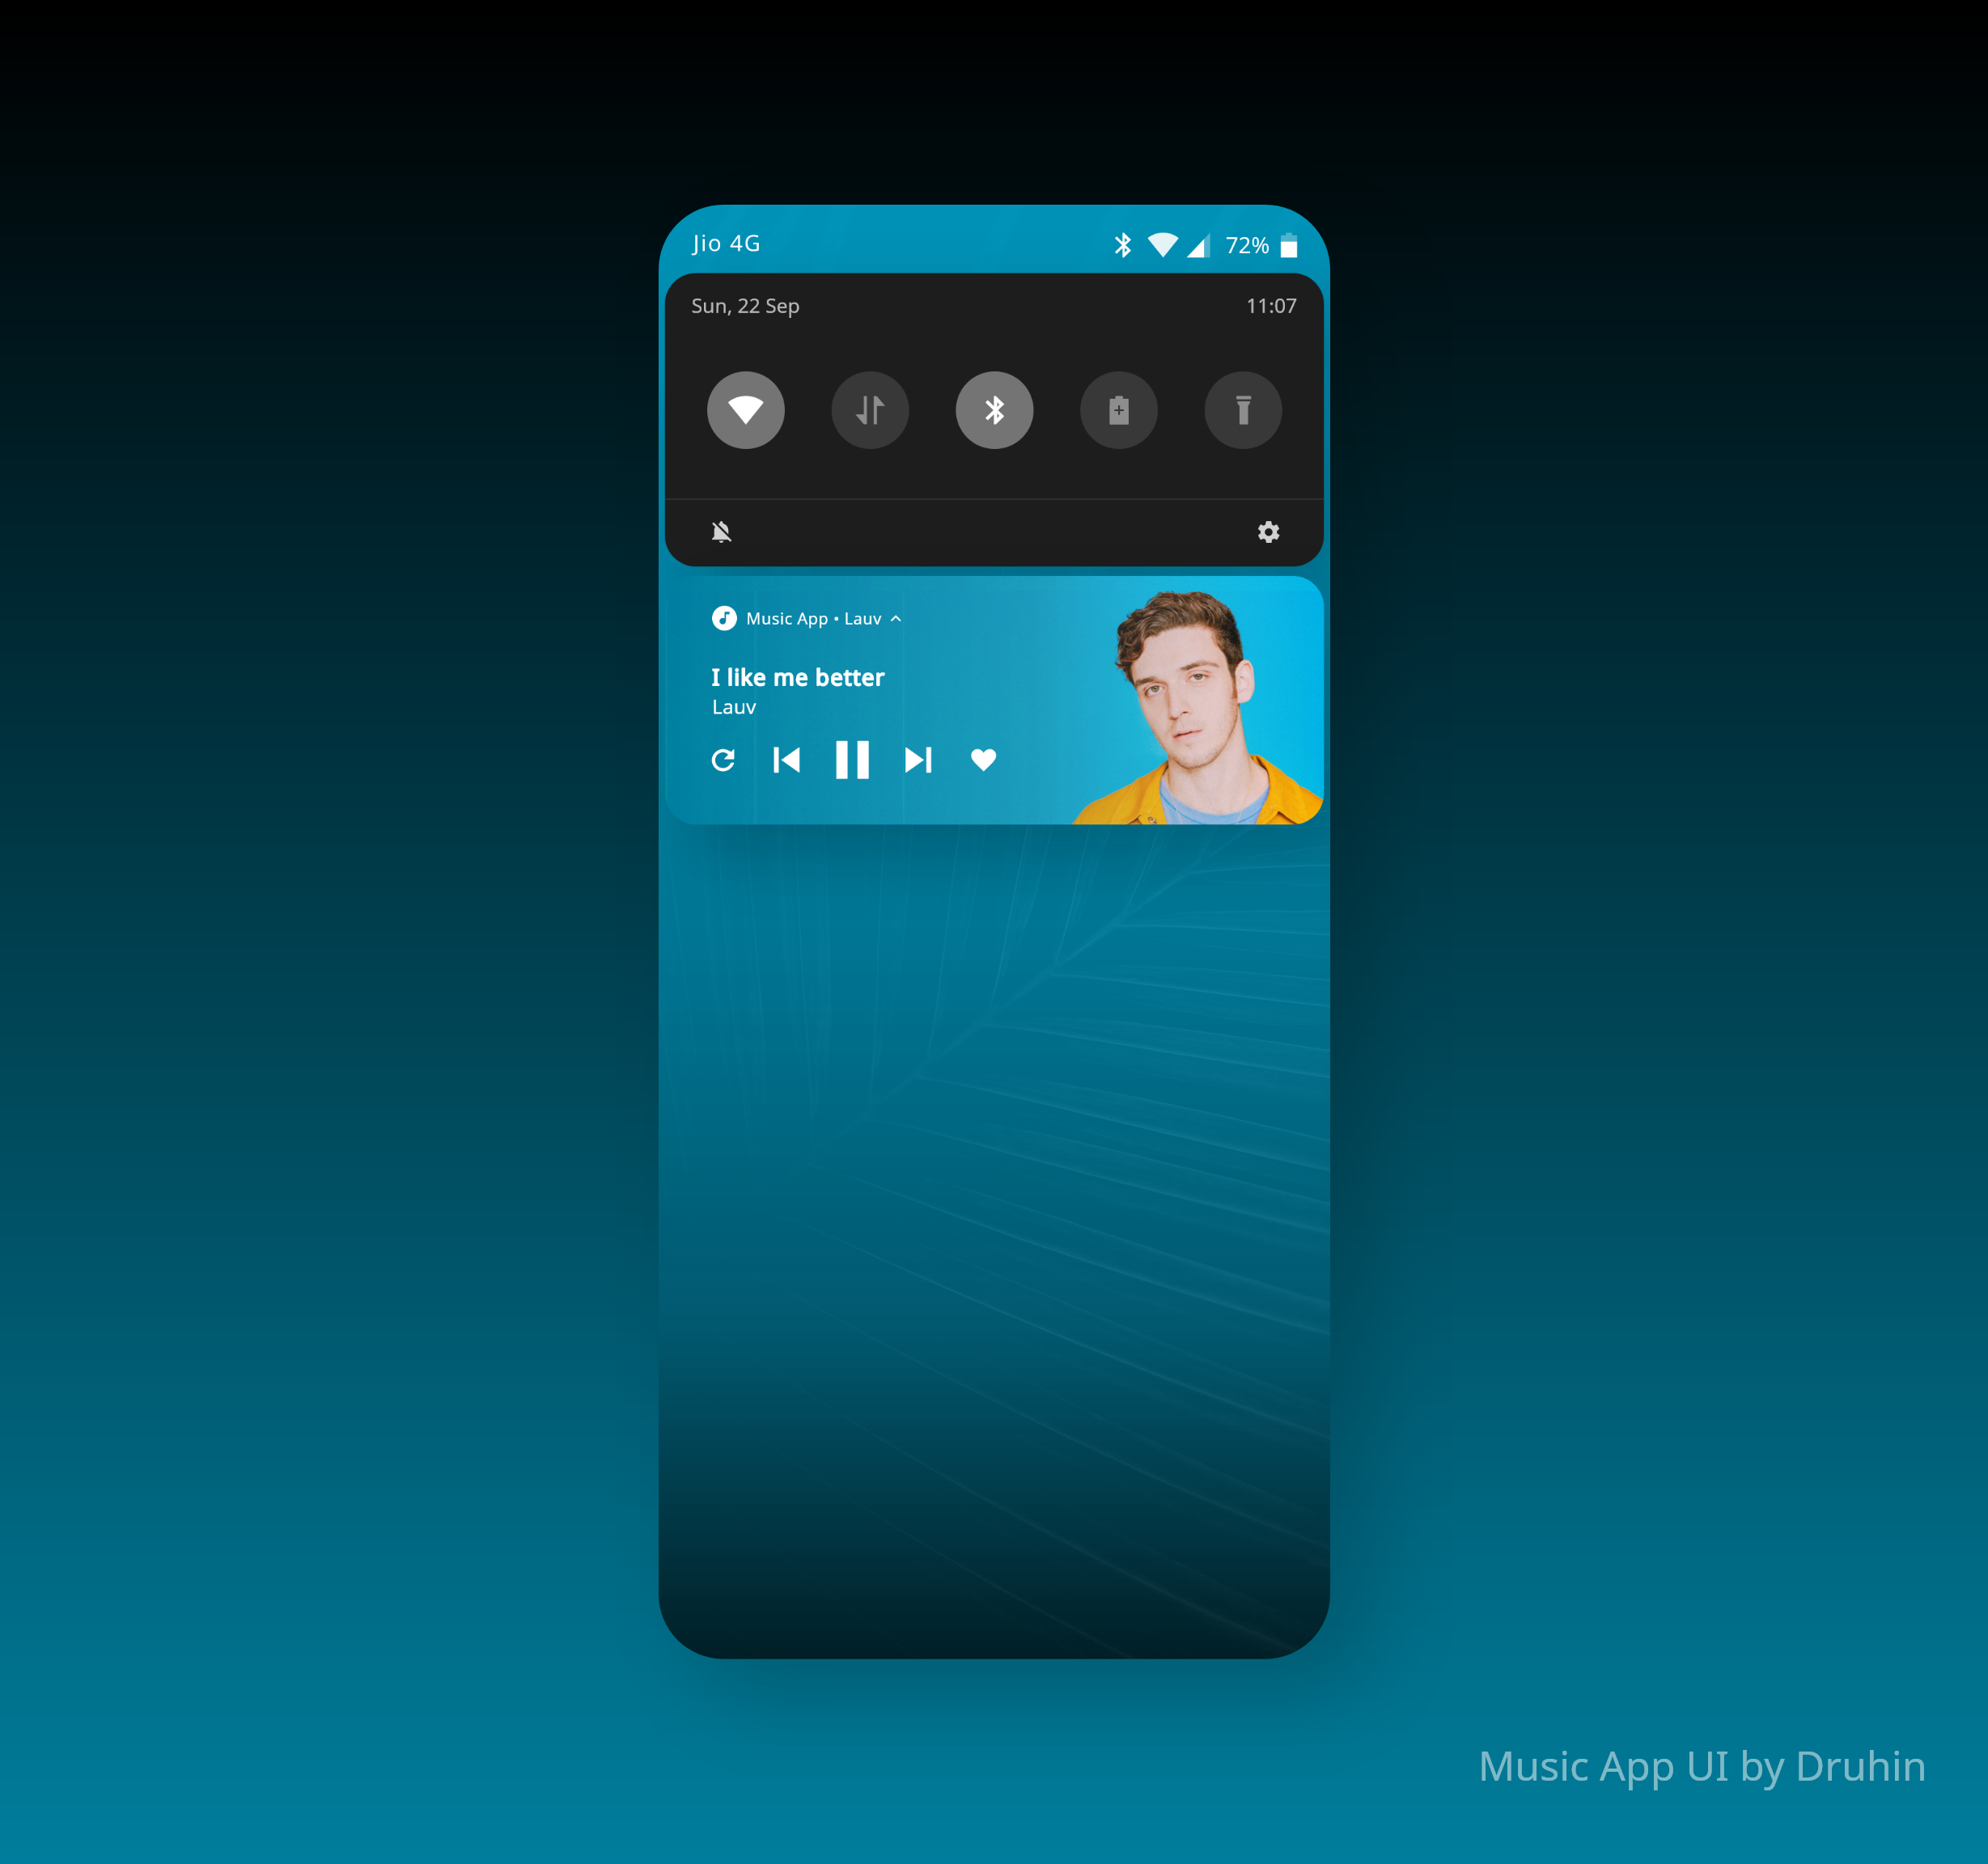 Jio 4G
72%
Sun, 22 Sep
11:07
Music App • Lauv
I like me better
Lauv
Music App UI by Druhin